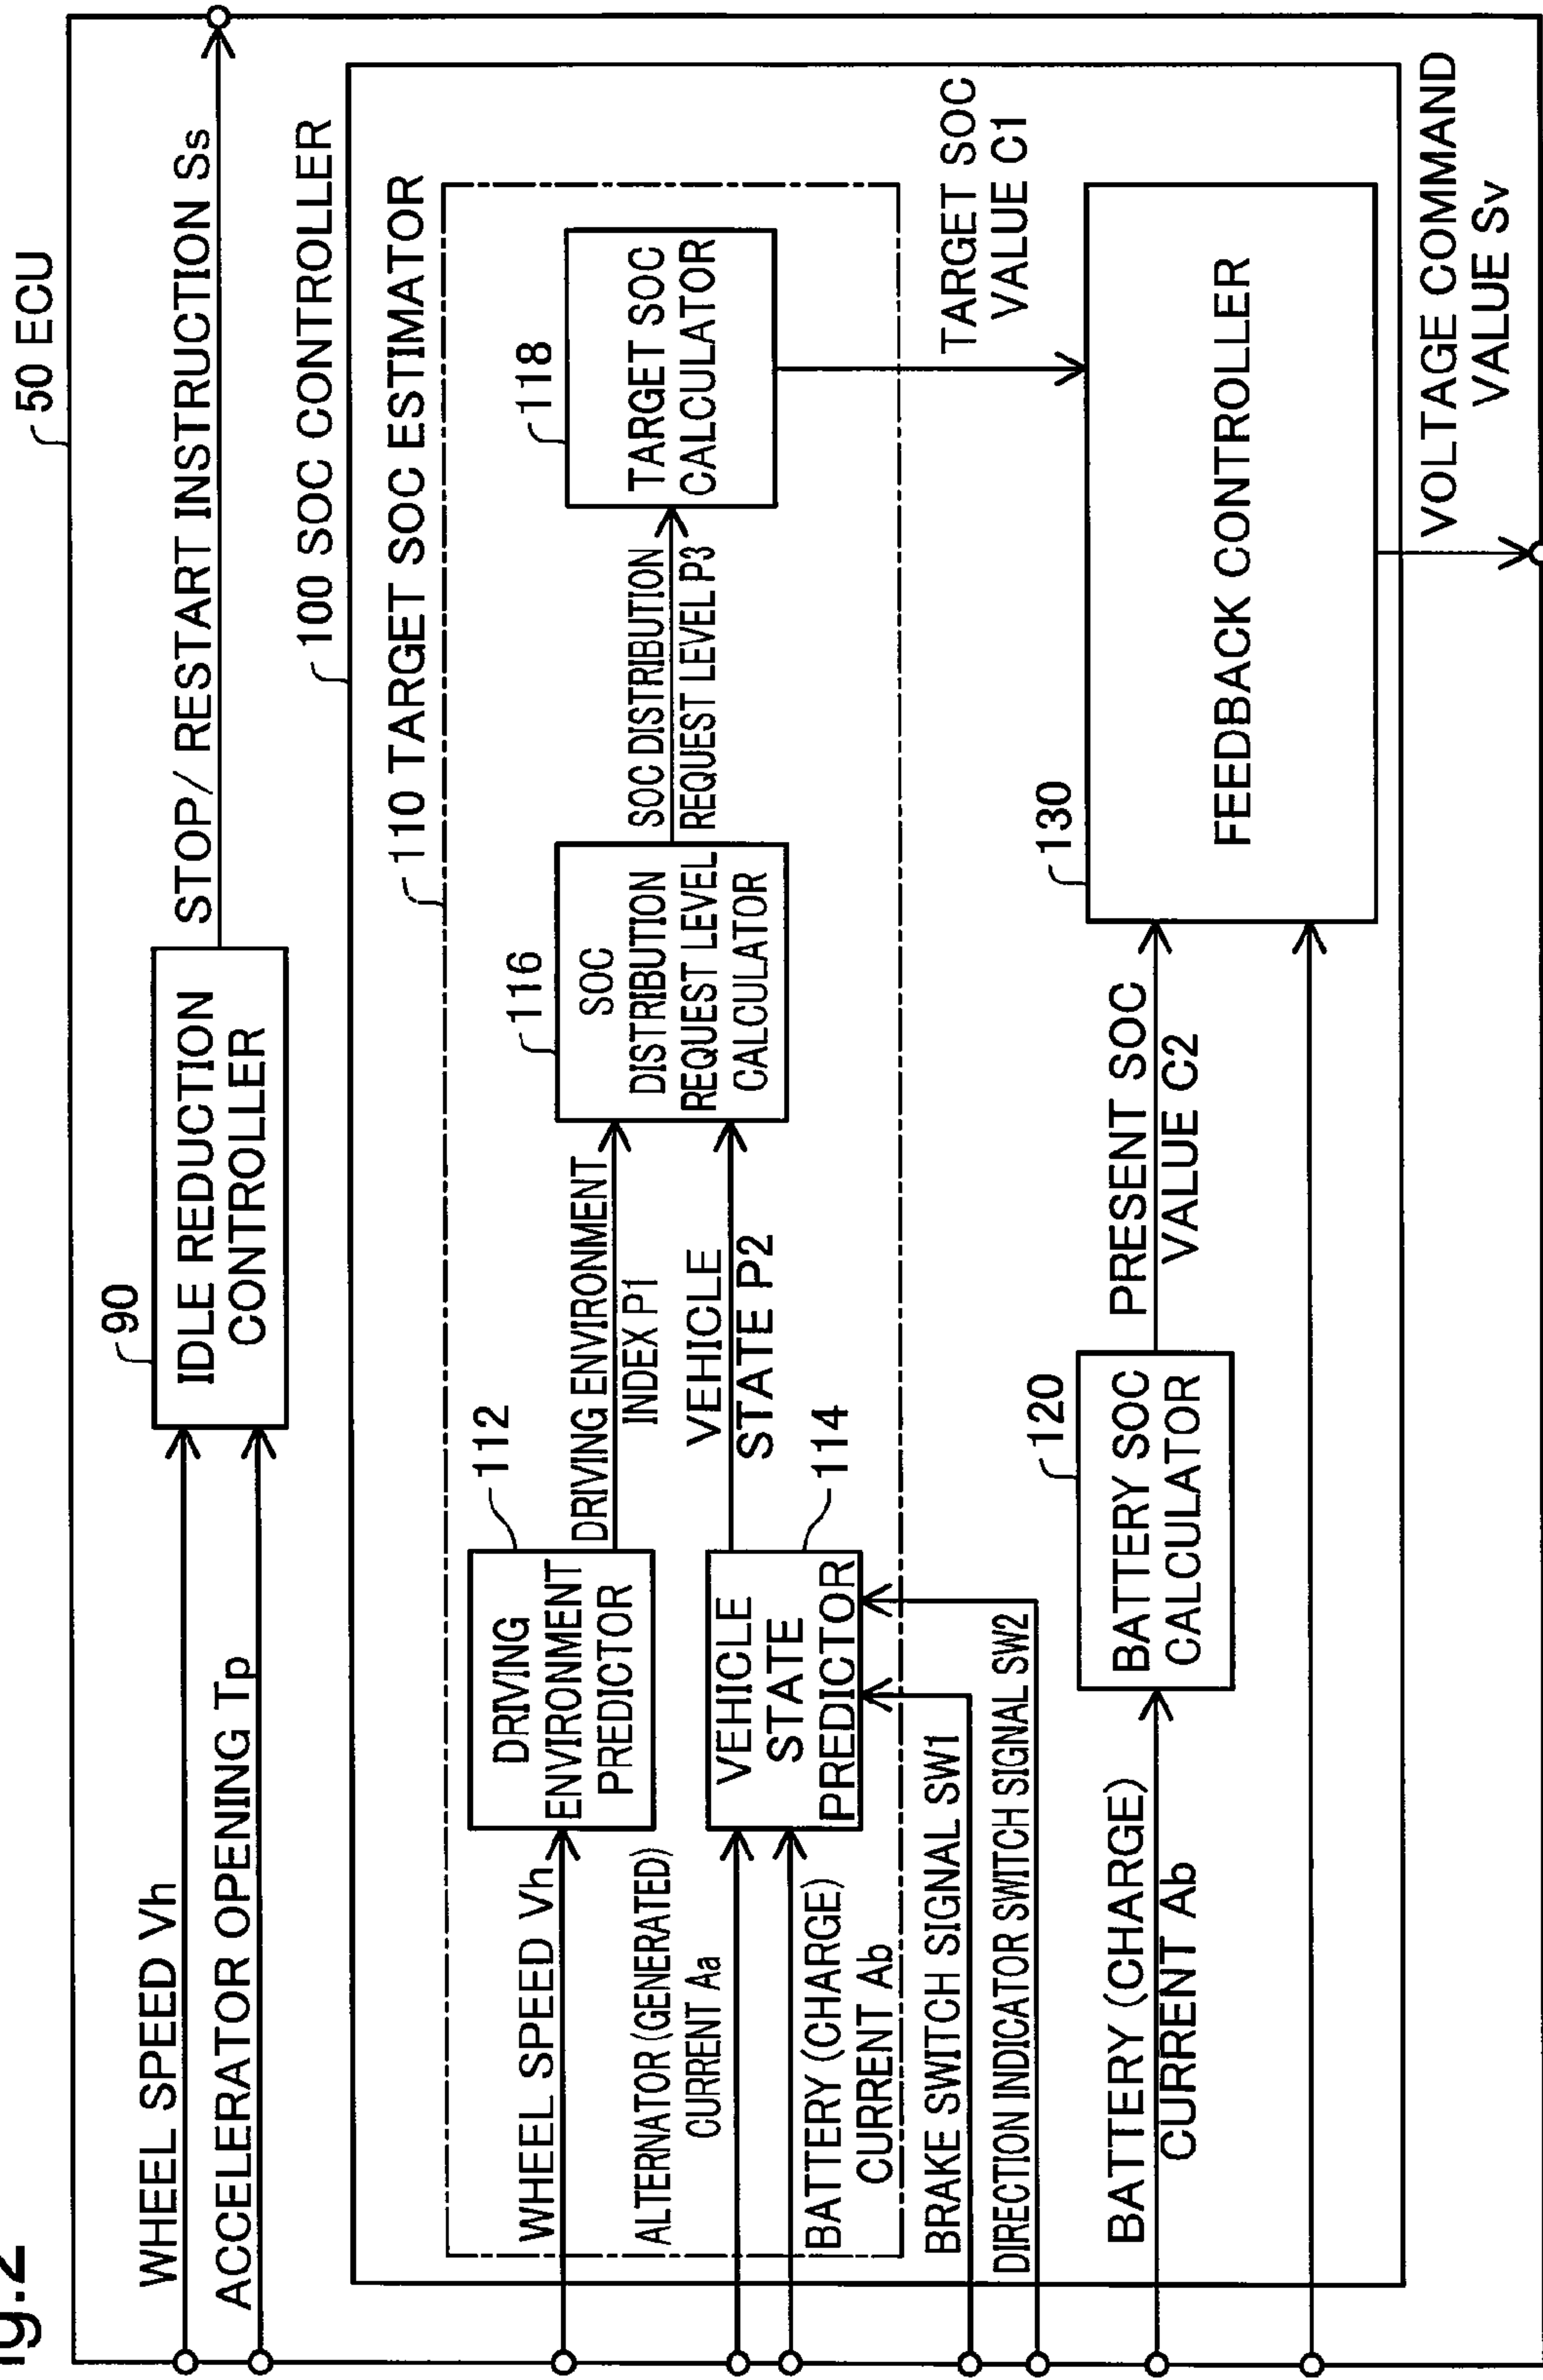 ig.2
50 ECU
WHEEL SPEED Vh
ACCELERATOR OPENING Tp
90
IDLE REDUCTION
CONTROLLER
STOP/ RESTART INSTRUCTION Ss
100 SOC CONTROLLER
110 TARGET SOC ESTIMATOR
WHEEL SPEED Vh
112
DRIVING
ENVIRONMENT
PREDICTOR
DRIVING ENVIRONMENT
INDEX P1
ALTERNATOR (GENERATED)
CURRENT Aa
BATTERY (CHARGE)
CURRENT Ab
VEHICLE
STATE
PREDICTOR
114
VEHICLE
STATE P2
116
SOC
DISTRIBUTION
REQUEST LEVEL
CALCULATOR
SOC DISTRIBUTION
REQUEST LEVEL P3
118
TARGET SOC
CALCULATOR
TARGET SOC
VALUE C1
BRAKE SWITCH SIGNAL SW1
DIRECTION INDICATOR SWITCH SIGNAL SW2
BATTERY (CHARGE)
CURRENT Ab
120
BATTERY SOC
CALCULATOR
PRESENT SOC
VALUE C2
130
FEEDBACK CONTROLLER
VOLTAGE COMMAND
VALUE Sv